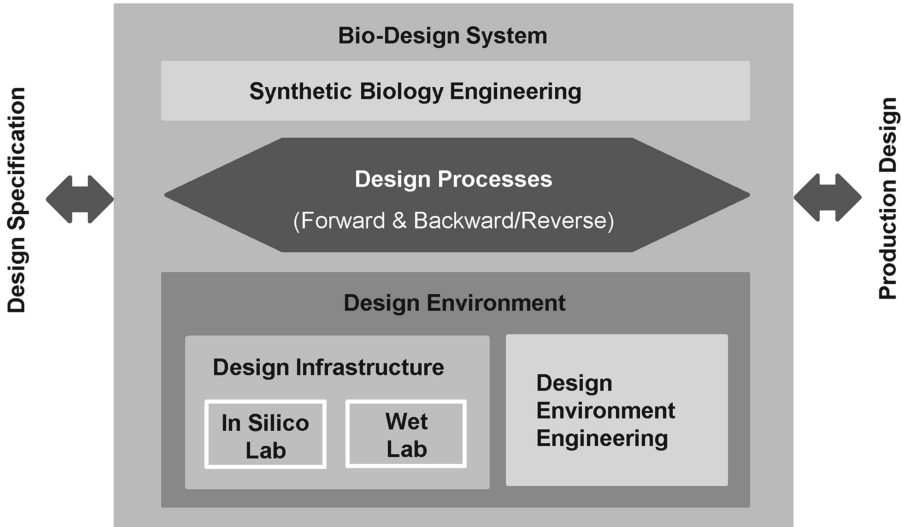 Bio-Design System
Synthetic Biology Engineering
Design Specification
Design Processes
(Forward & Backward/Reverse)
Production Design
Design Environment
Design Infrastructure
In Silico
Lab
Wet
Lab
Design
Environment
Engineering